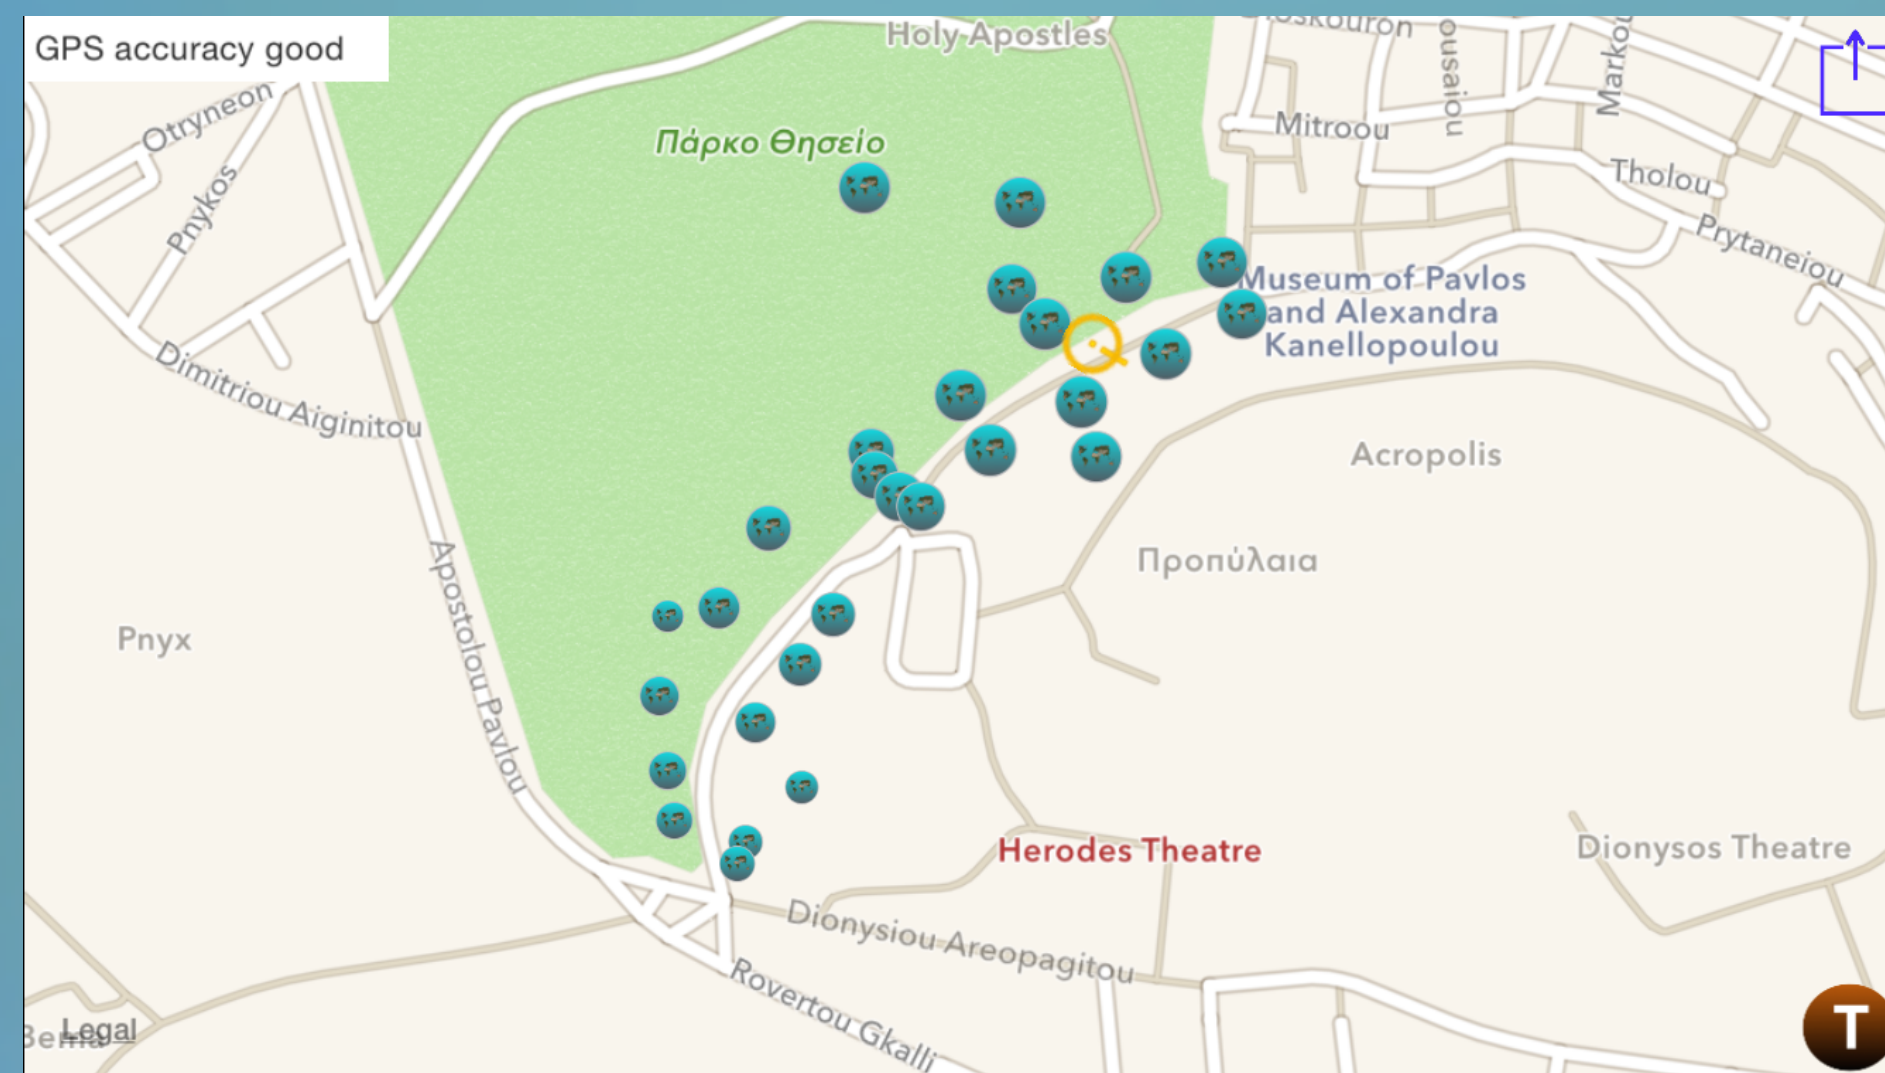 GPS accuracy good
Holy Apostles
Mitroou
Tholou
Prytaneiou
Otryneon
Pnykos
Πάρκο Θησείο
Museum of Pavlos
and Alexandra
Kanellopoulou
Dimitriou Aiginitou
Acropolis
Προπύλαια
Pnyx
Apostolou Pavlou
Herodes Theatre
Dionysos Theatre
Dionysiou Areopagitou
Rovertou Gkalli
Legal
T